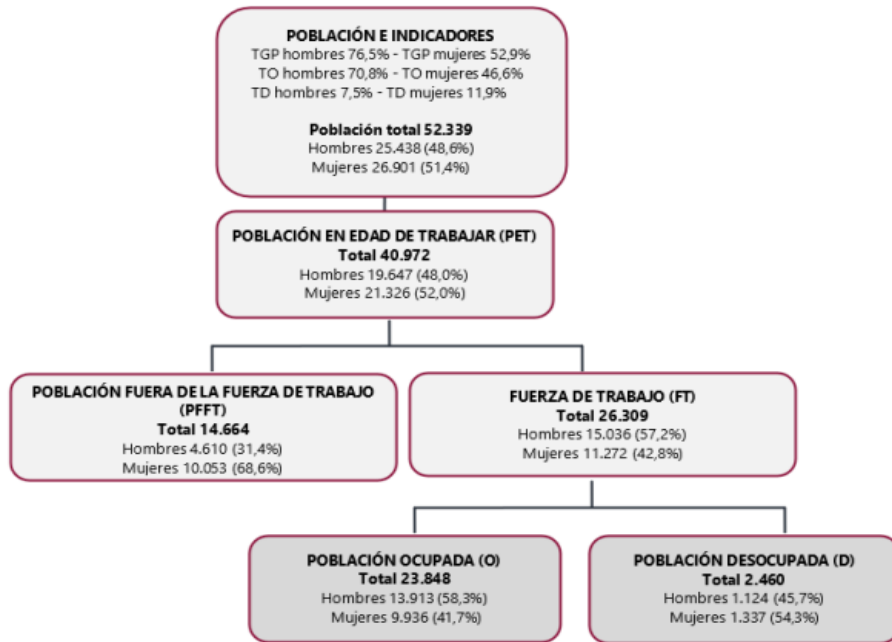 POBLACIÓN E INDICADORES
TGP hombres 76,5% - TGP mujeres 52,9%
TO hombres 70,8% - TO mujeres 46,6%
TD hombres 7,5% - TD mujeres 11,9%
Población total 52.339
Hombres 25.438 (48,6%)
Mujeres 26.901 (51,4%)
POBLACIÓN EN EDAD DE TRABAJAR (PET)
Total 40.972
Hombres 19.647 (48,0%)
Mujeres 21.326 (52,0%)
POBLACIÓN FUERA DE LA FUERZA DE TRABAJO
(PFFT)
Total 14.664
Hombres 4.610 (31,4%)
Mujeres 10.053 (68,6%)
FUERZA DE TRABAJO (FT)
Total 26.309
Hombres 15.036 (57,2%)
Mujeres 11.272 (42,8%)
POBLACIÓN OCUPADA (O)
Total 23.848
Hombres 13.913 (58,3%)
Mujeres 9.936 (41,7%)
POBLACIÓN DESOCUPADA (D)
Total 2.460
Hombres 1.124 (45,7%)
Mujeres 1.337 (54,3%)